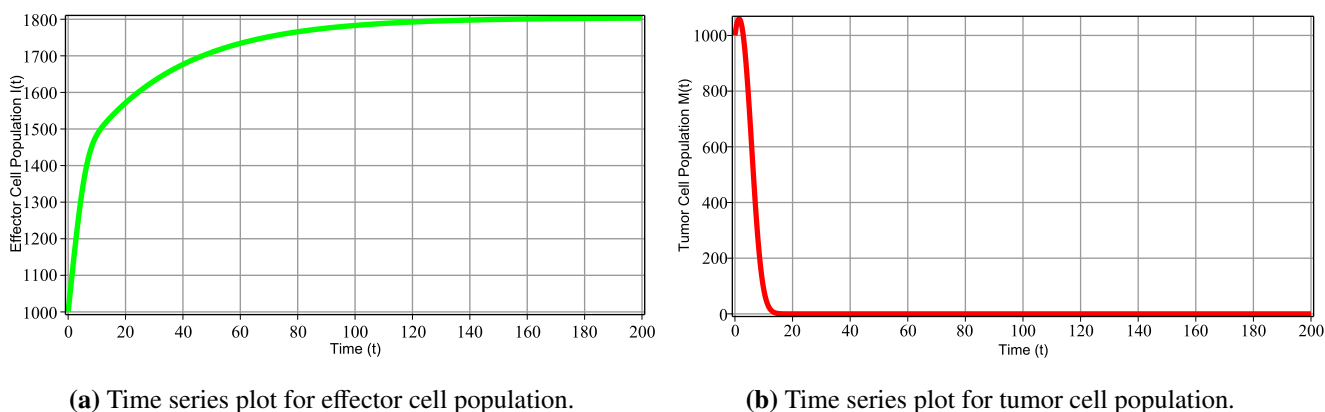 Effector Cell Population I(t)
1800
1700
1600
1500
1400
1300
1200
1100
1000
0 20 40 60 80 100 120 140 160 180 200
Time (t)
Tumor Cell Population M(t)
1000
800
600
400
200
0
0 20 40 60 80 100 120 140 160 180 200
Time (t)
(a) Time series plot for effector cell population.
(b) Time series plot for tumor cell population.